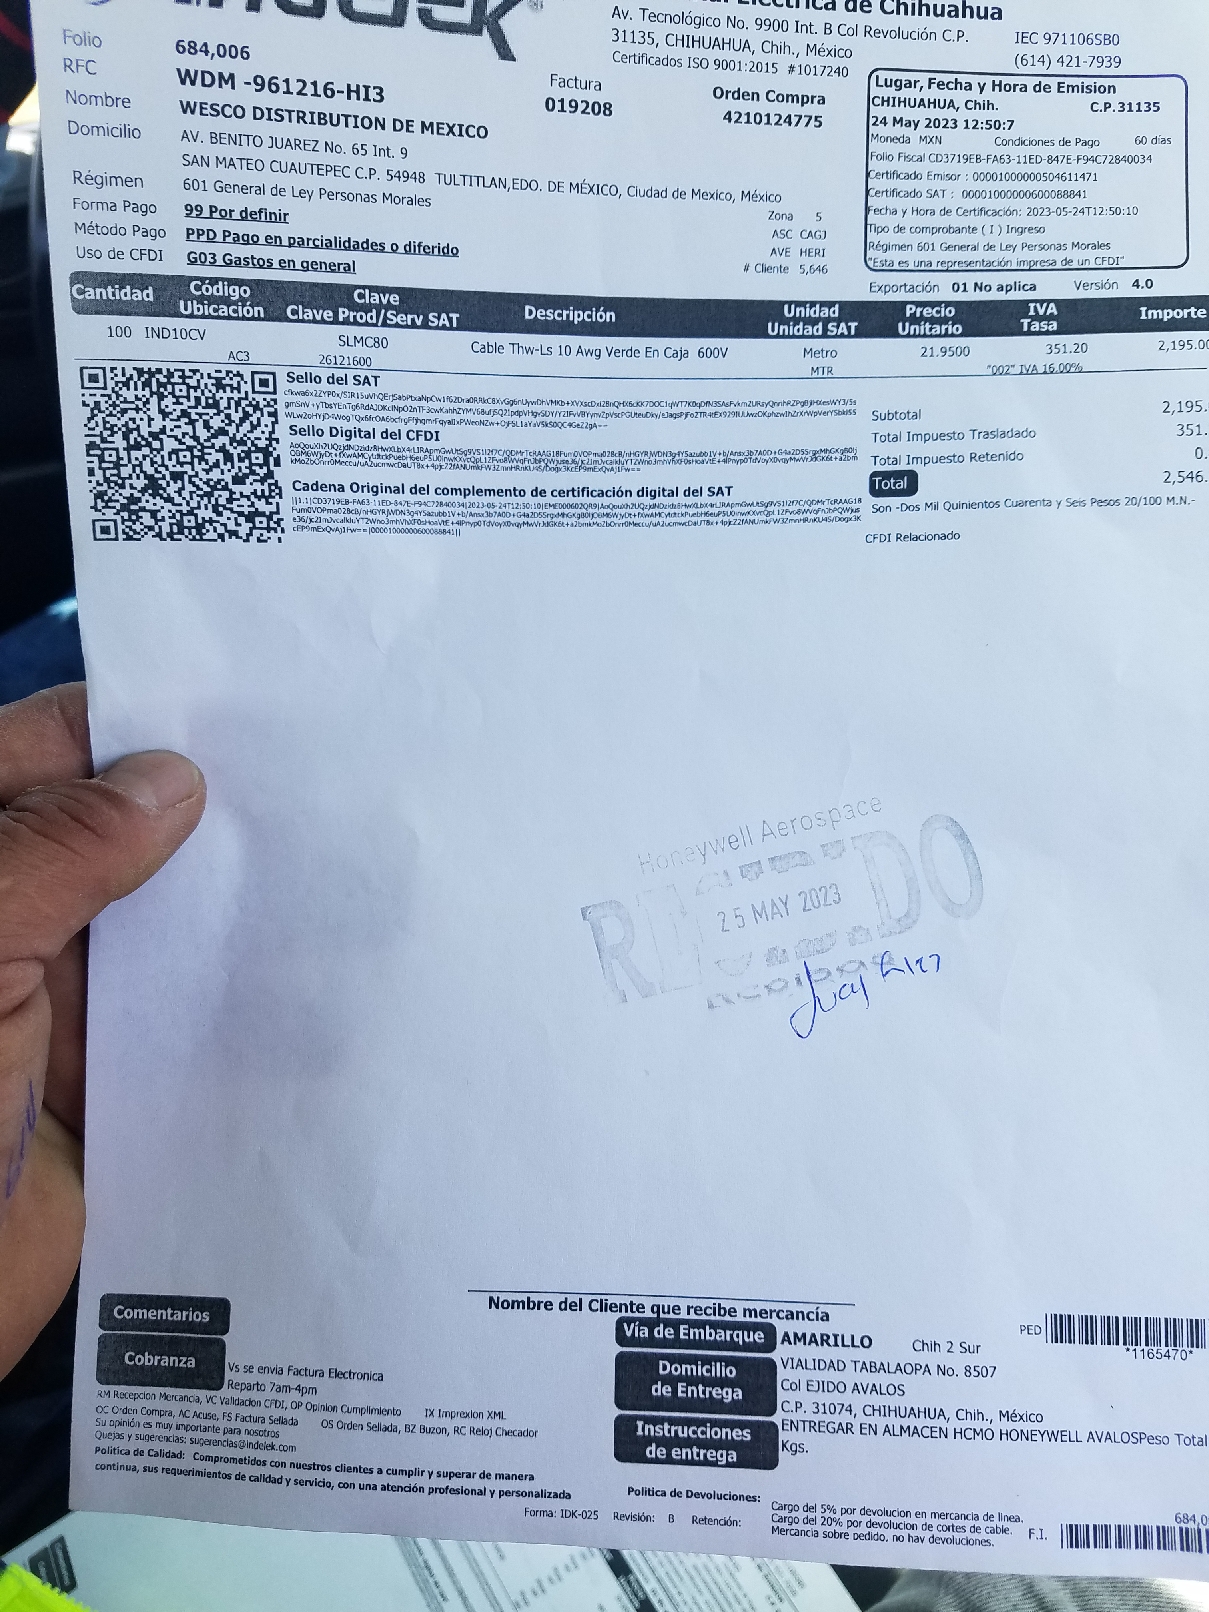 Eléctrica de Chihuahua
Av. Tecnológico No. 9900 Int. B Col Revolución C.P.
31135, CHIHUAHUA, Chih., México
Certificados ISO 9001:2015 #1017240
IEC 971106SB0
(614) 421-7939
Folio 684,006
RFC WDM -961216-HI3
Nombre WESCO DISTRIBUTION DE MEXICO
Domicilio AV. BENITO JUAREZ No. 65 Int. 9
SAN MATEO CUAUTEPEC C.P. 54948 TULTITLAN,EDO. DE MÉXICO, Ciudad de Mexico, México
Régimen 601 General de Ley Personas Morales
Forma Pago 99 Por definir
Método Pago PPD Pago en parcialidades o diferido
Uso de CFDI G03 Gastos en general
Factura
019208
Orden Compra
4210124775
Zona 5
ASC CAGJ
AVE HERI
# Cliente 5,646
Lugar, Fecha y Hora de Emision
CHIHUAHUA, Chih. C.P.31135
24 May 2023 12:50:7
Moneda MXN Condiciones de Pago 60 días
Folio Fiscal CD3719EB-FA63-11ED-847E-F94C72840034
Certificado Emisor : 00001000000504611471
Certificado SAT : 00001000000600088841
Fecha y Hora de Certificación: 2023-05-24T12:50:10
Tipo de comprobante ( I ) Ingreso
Régimen 601 General de Ley Personas Morales
"Esta es una representación impresa de un CFDI"
Exportación 01 No aplica Versión 4.0
Cantidad Código Ubicación Clave Clave Prod/Serv SAT Descripción Unidad Unidad SAT Precio Unitario IVA Tasa Importe
100 IND10CV SLMC80 Cable Thw-Ls 10 Awg Verde En Caja 600V Metro 21.9500 351.20 2,195.00
AC3 26121600 MTR "002" IVA 16.00%
Sello del SAT
Sello Digital del CFDI
Cadena Original del complemento de certificación digital del SAT
Subtotal 2,195.
Total Impuesto Trasladado 351.
Total Impuesto Retenido 0.
Total 2,546.
Son -Dos Mil Quinientos Cuarenta y Seis Pesos 20/100 M.N.-
CFDI Relacionado
Honeywell Aerospace
25 MAY 2023
Nombre del Cliente que recibe mercancía
Comentarios
Cobranza
Vs se envia Factura Electronica
Reparto 7am-4pm
RM Recepcion Mercancia, VC Validacion CFDI, OP Opinion Cumplimiento IX Impresion XML
OC Orden Compra, AC Acuse, FS Factura Sellada OS Orden Sellada, BZ Buzon, RC Reloj Checador
Su opinión es muy importante para nosotros
Quejas y sugerencias: sugerencias@indelek.com
Politica de Calidad: Comprometidos con nuestros clientes a cumplir y superar de manera
continua, sus requerimientos de calidad y servicio, con una atención profesional y personalizada
Vía de Embarque AMARILLO Chih 2 Sur
PED *1165470*
Domicilio de Entrega
VIALIDAD TABALAOPA No. 8507
Col EJIDO AVALOS
C.P. 31074, CHIHUAHUA, Chih., México
Instrucciones de entrega
ENTREGAR EN ALMACEN HCMO HONEYWELL AVALOS Peso Total
Kgs.
Forma: IDK-025 Revisión: B Retención:
Politica de Devoluciones:
Cargo del 5% por devolucion en mercancia de linea.
Cargo del 20% por devolucion de cortes de cable.
Mercancia sobre pedido, no hay devoluciones.
F.I.
684,0